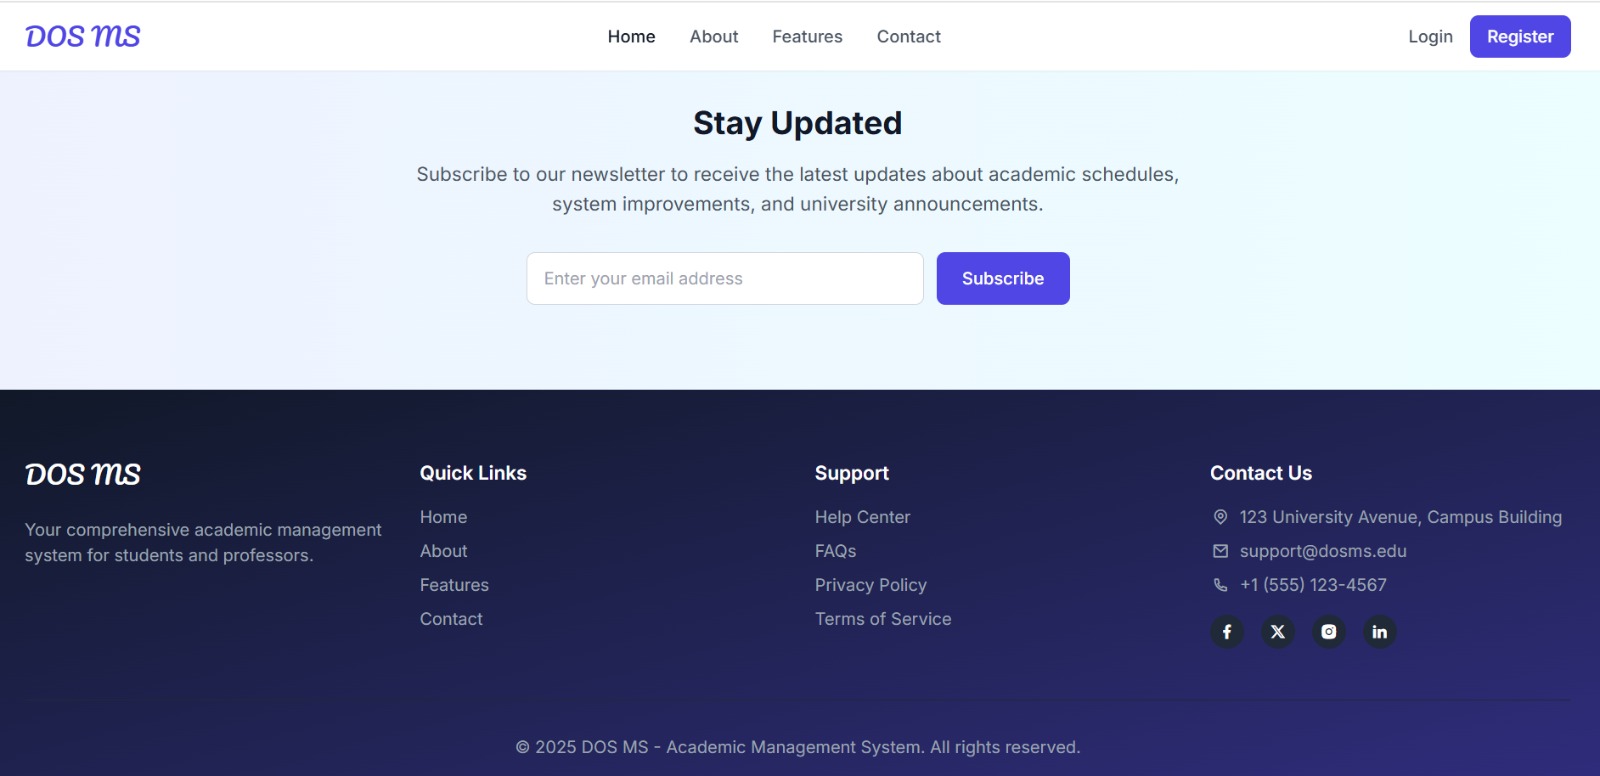 DOS MS
Home
About
Features
Contact
Login
Register
Stay Updated
Subscribe to our newsletter to receive the latest updates about academic schedules,
system improvements, and university announcements.
Enter your email address
Subscribe
DOS MS
Your comprehensive academic management
system for students and professors.
Quick Links
Home
About
Features
Contact
Support
Help Center
FAQs
Privacy Policy
Terms of Service
Contact Us
123 University Avenue, Campus Building
support@dosms.edu
+1 (555) 123-4567
© 2025 DOS MS - Academic Management System. All rights reserved.